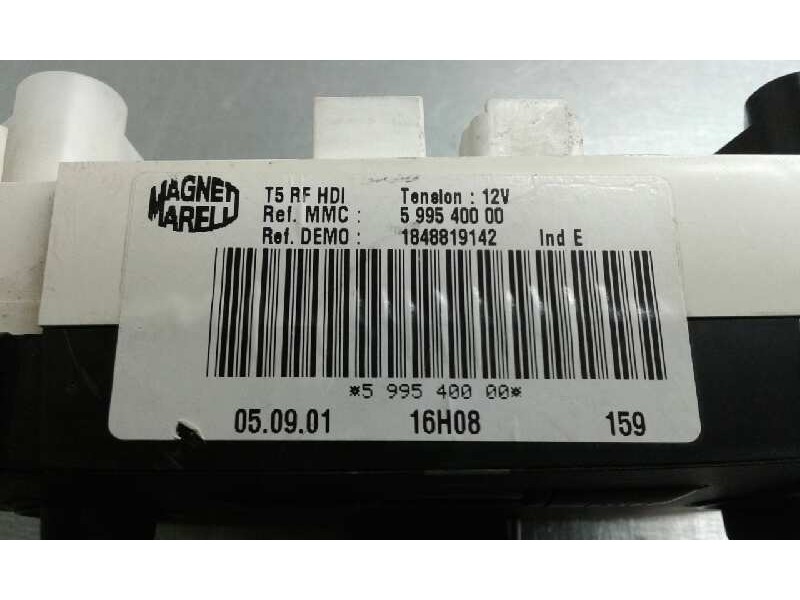 MAGNETI
MARELLI
T5 RF HDI Tension : 12V
Ref. MMC : 5 995 400 00
Ref. DEMO : 1848819142 Ind E
*5 995 400 00*
05.09.01 16H08 159